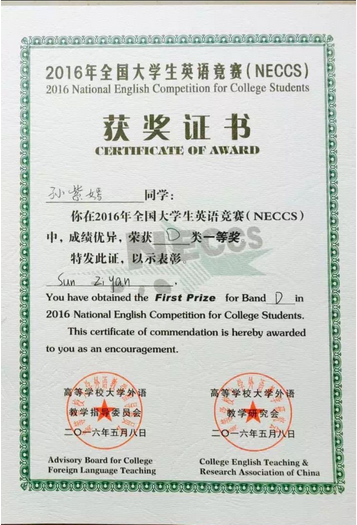 2016年全国大学生英语竞赛(NECCS)
2016 National English Competition for College Students
获奖证书
CERTIFICATE OF AWARD
孙紫嫣同学:
你在2016年全国大学生英语竞赛(NECCS)
中,成绩优异,荣获 D 类一等奖
特发此证,以示表彰
NECCS
Sun Ziyan ,
You have obtained the First Prize for Band D in
2016 National English Competition for College Students.
This certificate of commendation is hereby awarded
to you as an encouragement.
高等学校大学外语
教学指导委员会
二〇一六年五月八日
Advisory Board for College
Foreign Language Teaching
高等学校大学外语
教学研究会
二〇一六年五月八日
College English Teaching &
Research Association of China